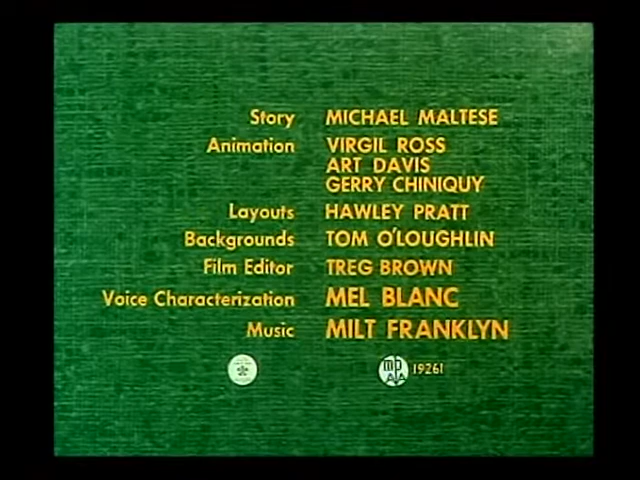 Story MICHAEL MALTESE
Animation VIRGIL ROSS
ART DAVIS
GERRY CHINIQUY
Layouts HAWLEY PRATT
Backgrounds TOM O'LOUGHLIN
Film Editor TREG BROWN
Voice Characterization MEL BLANC
Music MILT FRANKLYN
MPAA 19261